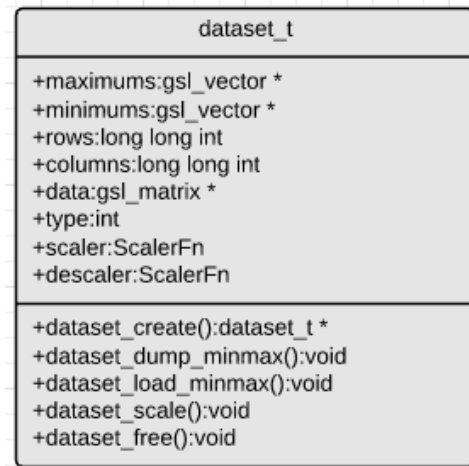 dataset_t
+maximums:gsl_vector *
+minimums:gsl_vector *
+rows:long long int
+columns:long long int
+data:gsl_matrix *
+type:int
+scaler:ScalerFn
+descaler:ScalerFn
+dataset_create():dataset_t *
+dataset_dump_minmax():void
+dataset_load_minmax():void
+dataset_scale():void
+dataset_free():void